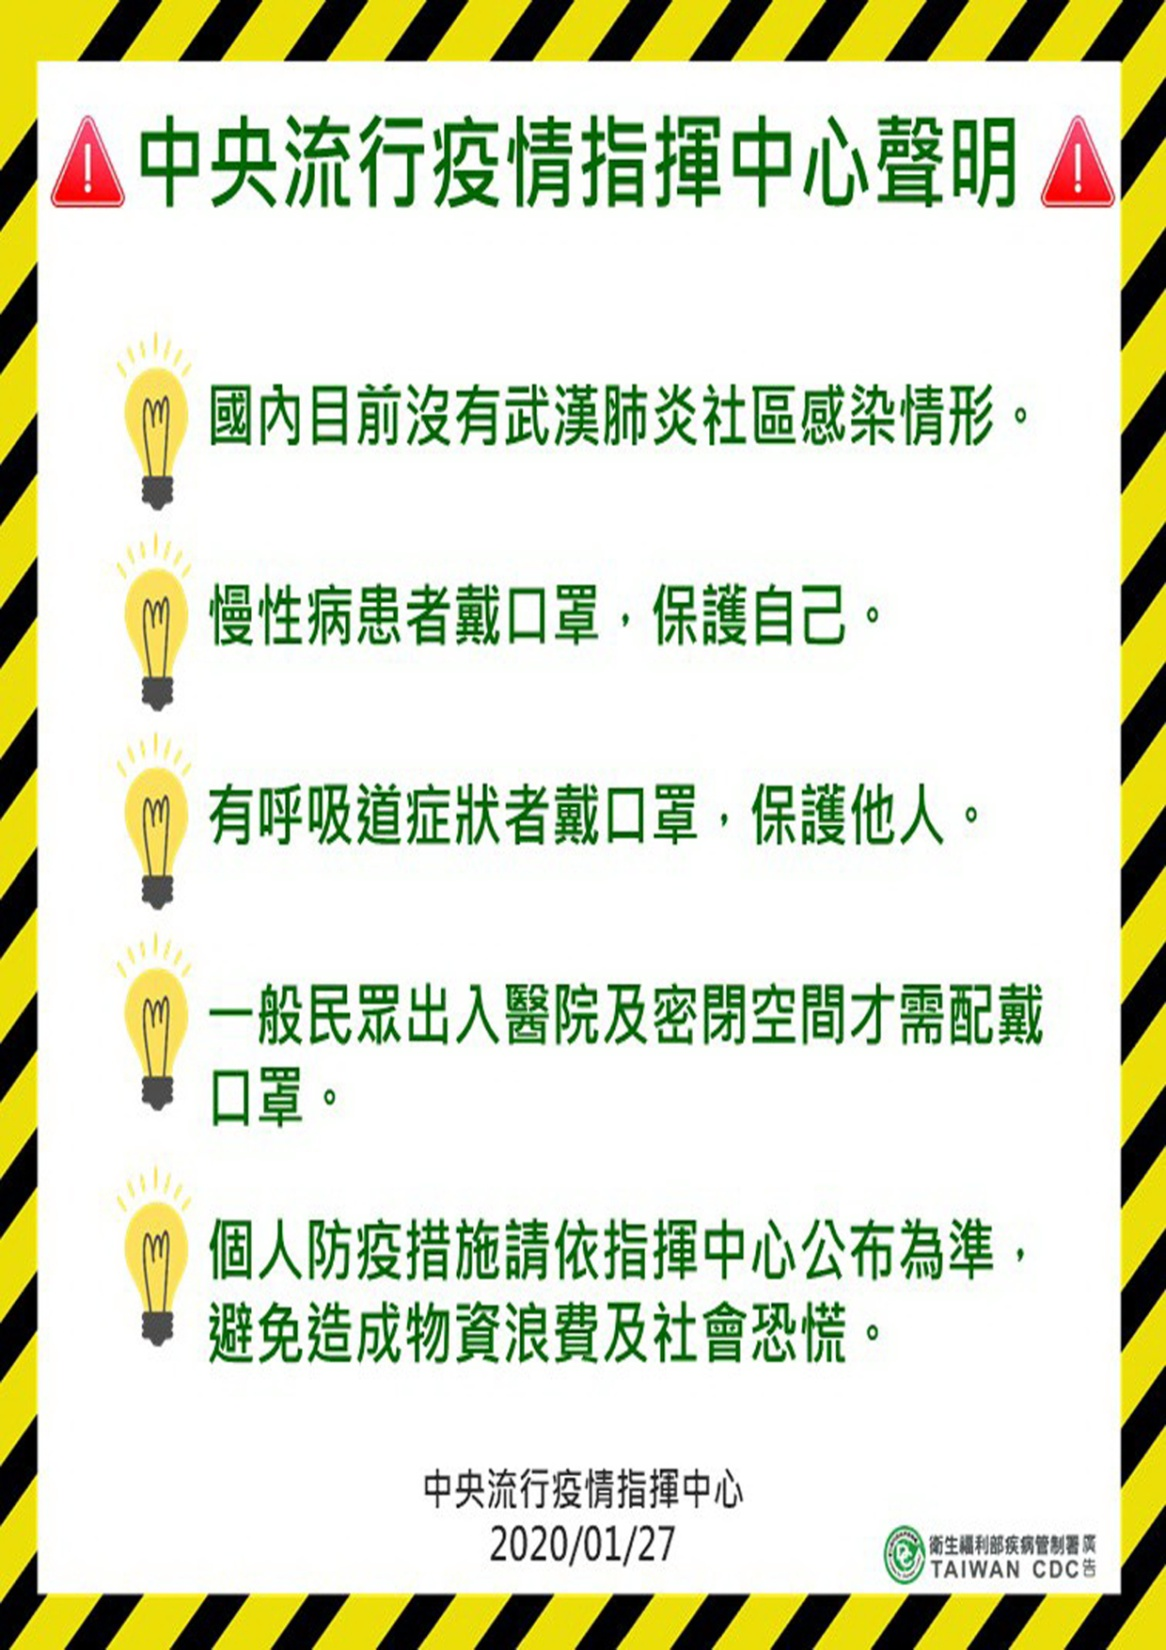 中央流行疫情指揮中心聲明
國內目前沒有武漢肺炎社區感染情形。
慢性病患者戴口罩，保護自己。
有呼吸道症狀者戴口罩，保護他人。
一般民眾出入醫院及密閉空間才需配戴
口罩。
個人防疫措施請依指揮中心公布為準，
避免造成物資浪費及社會恐慌。
中央流行疫情指揮中心
2020/01/27
衛生福利部疾病管制署廣告
TAIWAN CDC